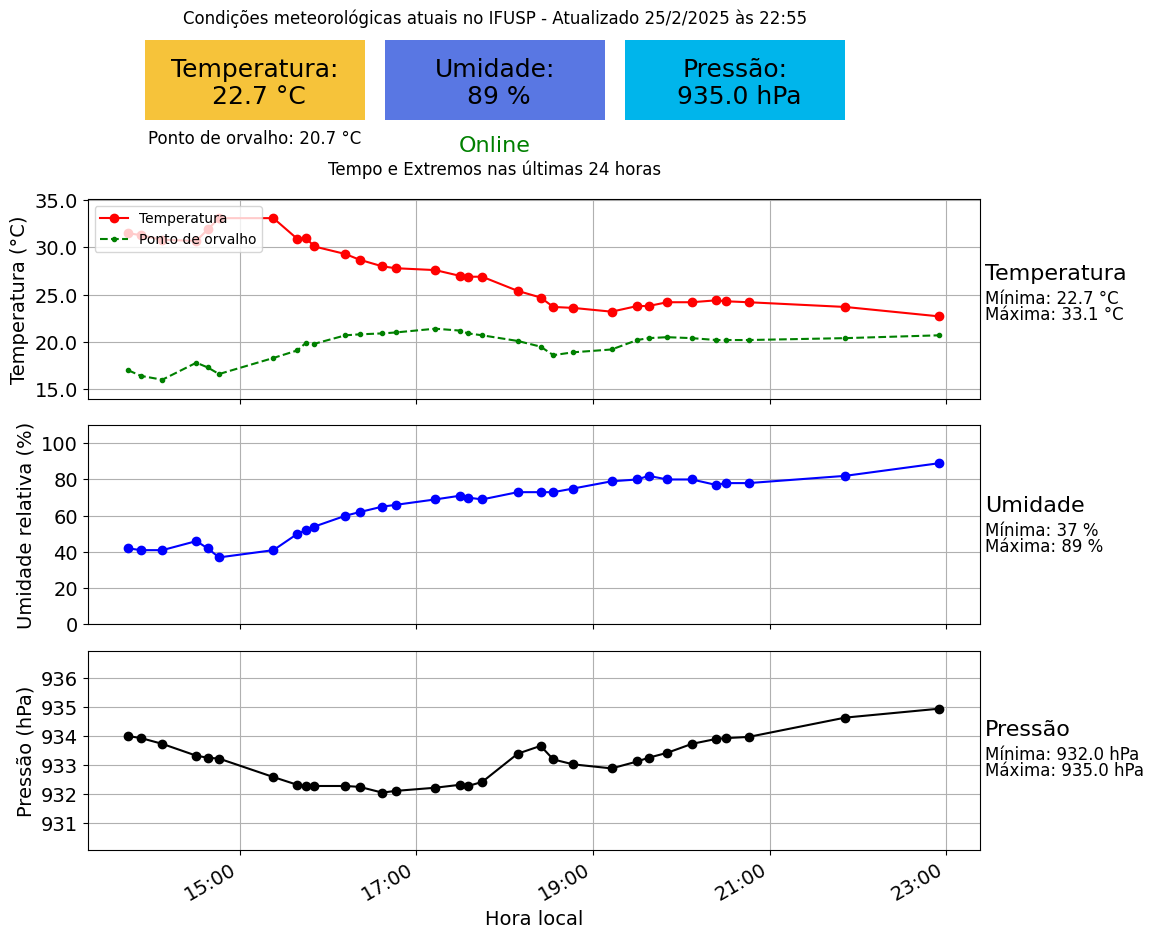 Condições meteorológicas atuais no IFUSP - Atualizado 25/2/2025 às 22:55
Temperatura:
22.7 °C
Umidade:
89 %
Pressão:
935.0 hPa
Ponto de orvalho: 20.7 °C
Online
Tempo e Extremos nas últimas 24 horas
Temperatura (°C)
35.0
30.0
25.0
20.0
15.0
Temperatura
Ponto de orvalho
Temperatura
Mínima: 22.7 °C
Máxima: 33.1 °C
Umidade relativa (%)
100
80
60
40
20
0
Umidade
Mínima: 37 %
Máxima: 89 %
Pressão (hPa)
936
935
934
933
932
931
Pressão
Mínima: 932.0 hPa
Máxima: 935.0 hPa
15:00
17:00
19:00
21:00
23:00
Hora local